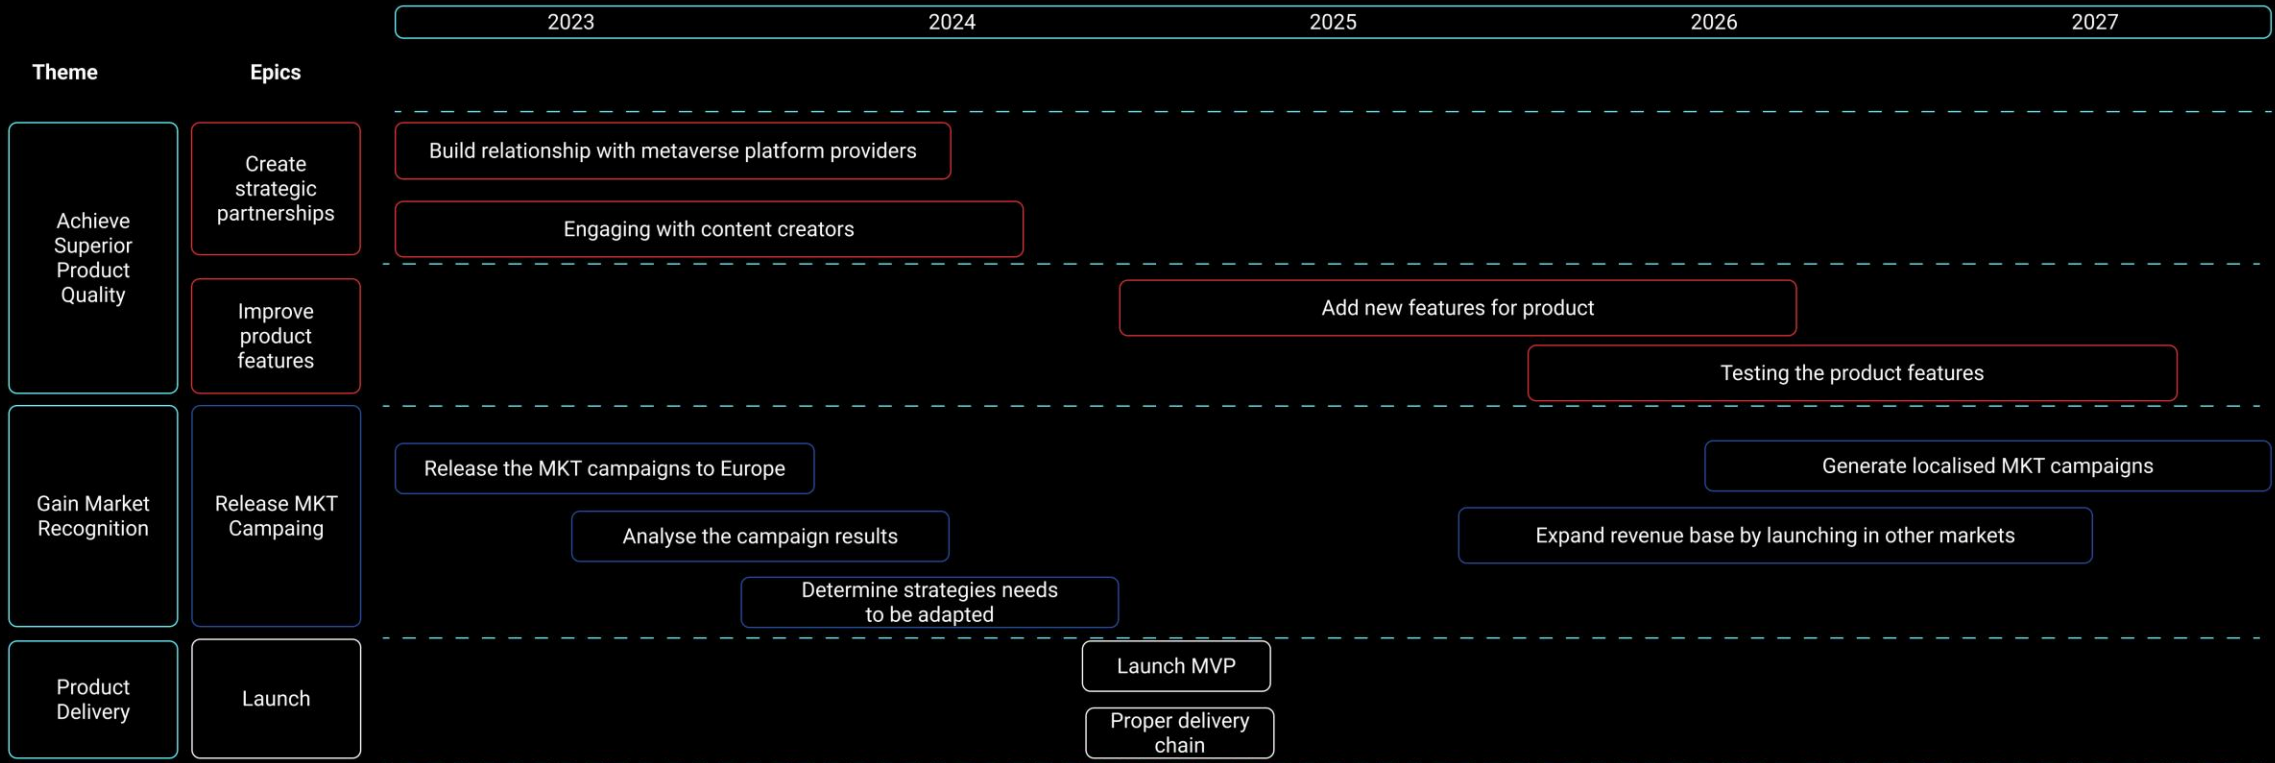 2023 2024 2025 2026 2027
Theme Epics
Achieve
Superior
Product
Quality
Create
strategic
partnerships
Build relationship with metaverse platform providers
Engaging with content creators
Improve
product
features
Add new features for product
Testing the product features
Gain Market
Recognition
Release MKT
Campaing
Release the MKT campaigns to Europe
Generate localised MKT campaigns
Analyse the campaign results
Expand revenue base by launching in other markets
Determine strategies needs
to be adapted
Product
Delivery
Launch
Launch MVP
Proper delivery
chain